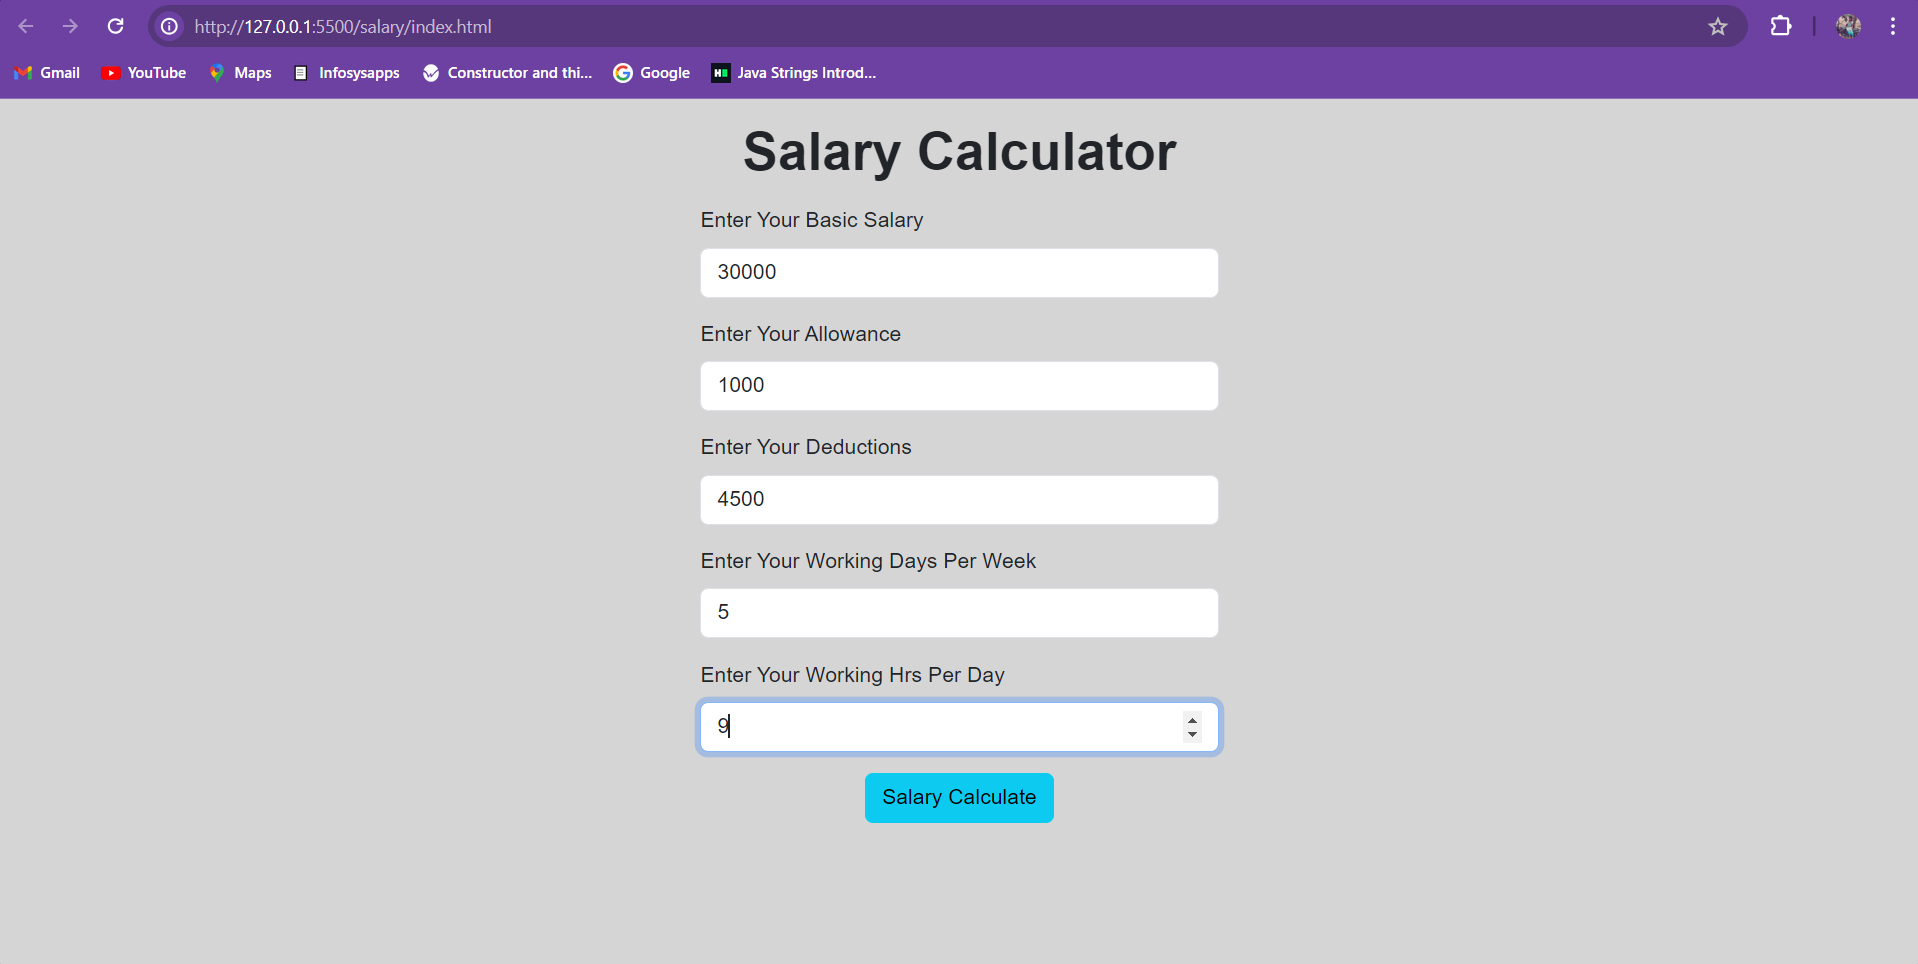 http://127.0.0.1:5500/salary/index.html
Gmail YouTube Maps Infosysapps Constructor and thi... Google Java Strings Introd...
Salary Calculator
Enter Your Basic Salary
30000
Enter Your Allowance
1000
Enter Your Deductions
4500
Enter Your Working Days Per Week
5
Enter Your Working Hrs Per Day
9
Salary Calculate